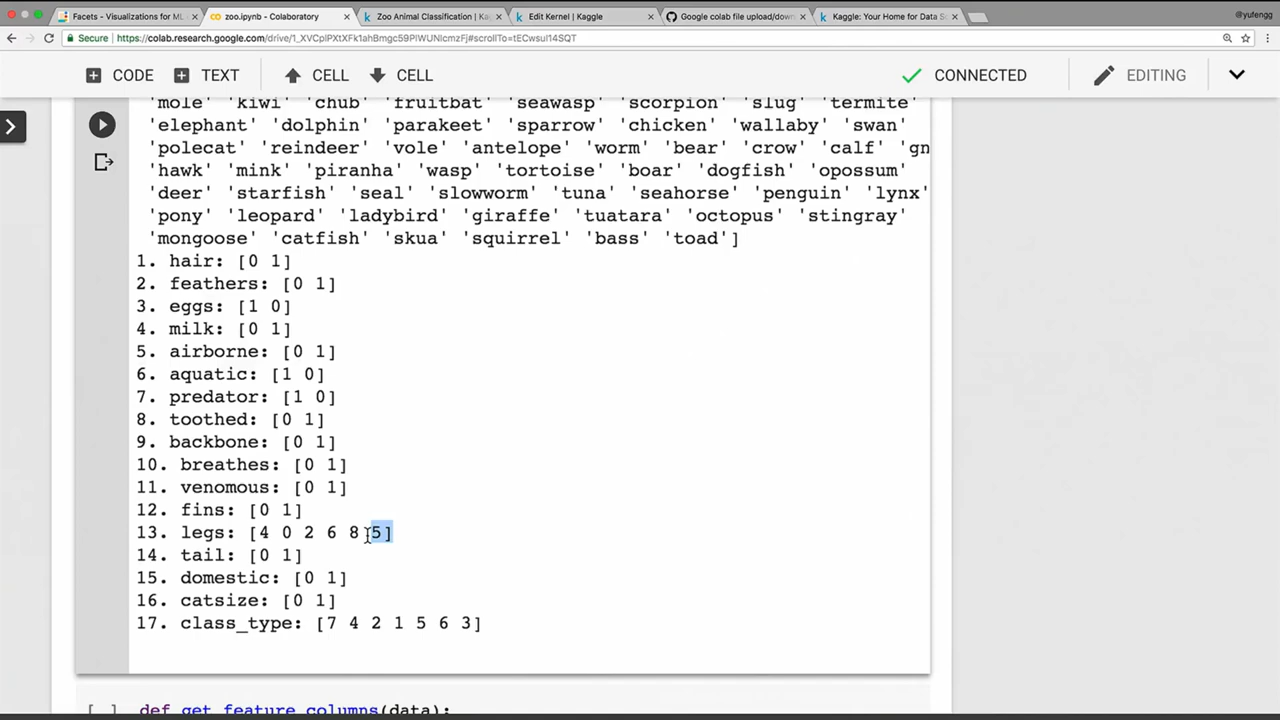 Facets - Visualizations for ML
zoo.ipynb - Colaboratory
Zoo Animal Classification | Ka
Edit Kernel | Kaggle
Google colab file upload/down
Kaggle: Your Home for Data S
@yufengg
Secure | https://colab.research.google.com/drive/1_XVCplPXtXFk1ahBmgc59PlWUNlcmzFj#scrollTo=tECwsul14SQT
CODE TEXT CELL CELL CONNECTED EDITING
'mole' 'kiwi' 'chub' 'fruitbat' 'seawasp' 'scorpion' 'slug' 'termite'
'elephant' 'dolphin' 'parakeet' 'sparrow' 'chicken' 'wallaby' 'swan'
'polecat' 'reindeer' 'vole' 'antelope' 'worm' 'bear' 'crow' 'calf' 'gn
'hawk' 'mink' 'piranha' 'wasp' 'tortoise' 'boar' 'dogfish' 'opossum'
'deer' 'starfish' 'seal' 'slowworm' 'tuna' 'seahorse' 'penguin' 'lynx'
'pony' 'leopard' 'ladybird' 'giraffe' 'tuatara' 'octopus' 'stingray'
'mongoose' 'catfish' 'skua' 'squirrel' 'bass' 'toad']
1. hair: [0 1]
2. feathers: [0 1]
3. eggs: [1 0]
4. milk: [0 1]
5. airborne: [0 1]
6. aquatic: [1 0]
7. predator: [1 0]
8. toothed: [0 1]
9. backbone: [0 1]
10. breathes: [0 1]
11. venomous: [0 1]
12. fins: [0 1]
13. legs: [4 0 2 6 8 5]
14. tail: [0 1]
15. domestic: [0 1]
16. catsize: [0 1]
17. class_type: [7 4 2 1 5 6 3]
[ ] def get_feature_columns(data):